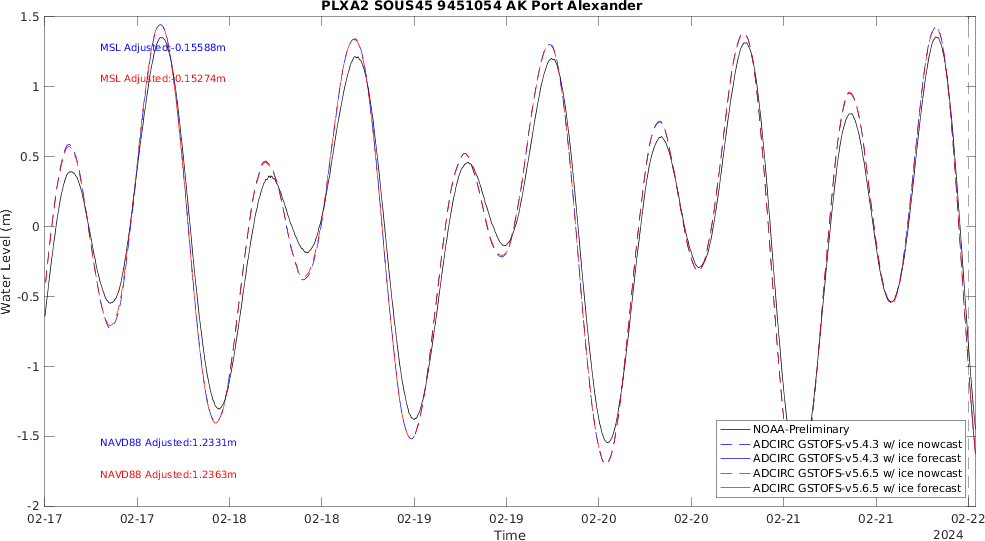 PLXA2 SOUS45 9451054 AK Port Alexander
1.5
1
0.5
0
-0.5
-1
-1.5
-2
Water Level (m)
MSL Adjusted:-0.15588m
MSL Adjusted:-0.15274m
NAVD88 Adjusted:1.2331m
NAVD88 Adjusted:1.2363m
NOAA-Preliminary
ADCIRC GSTOFS-v5.4.3 w/ ice nowcast
ADCIRC GSTOFS-v5.4.3 w/ ice forecast
ADCIRC GSTOFS-v5.6.5 w/ ice nowcast
ADCIRC GSTOFS-v5.6.5 w/ ice forecast
02-17 02-17 02-18 02-18 02-19 02-19 02-20 02-20 02-21 02-21 02-22
Time
2024